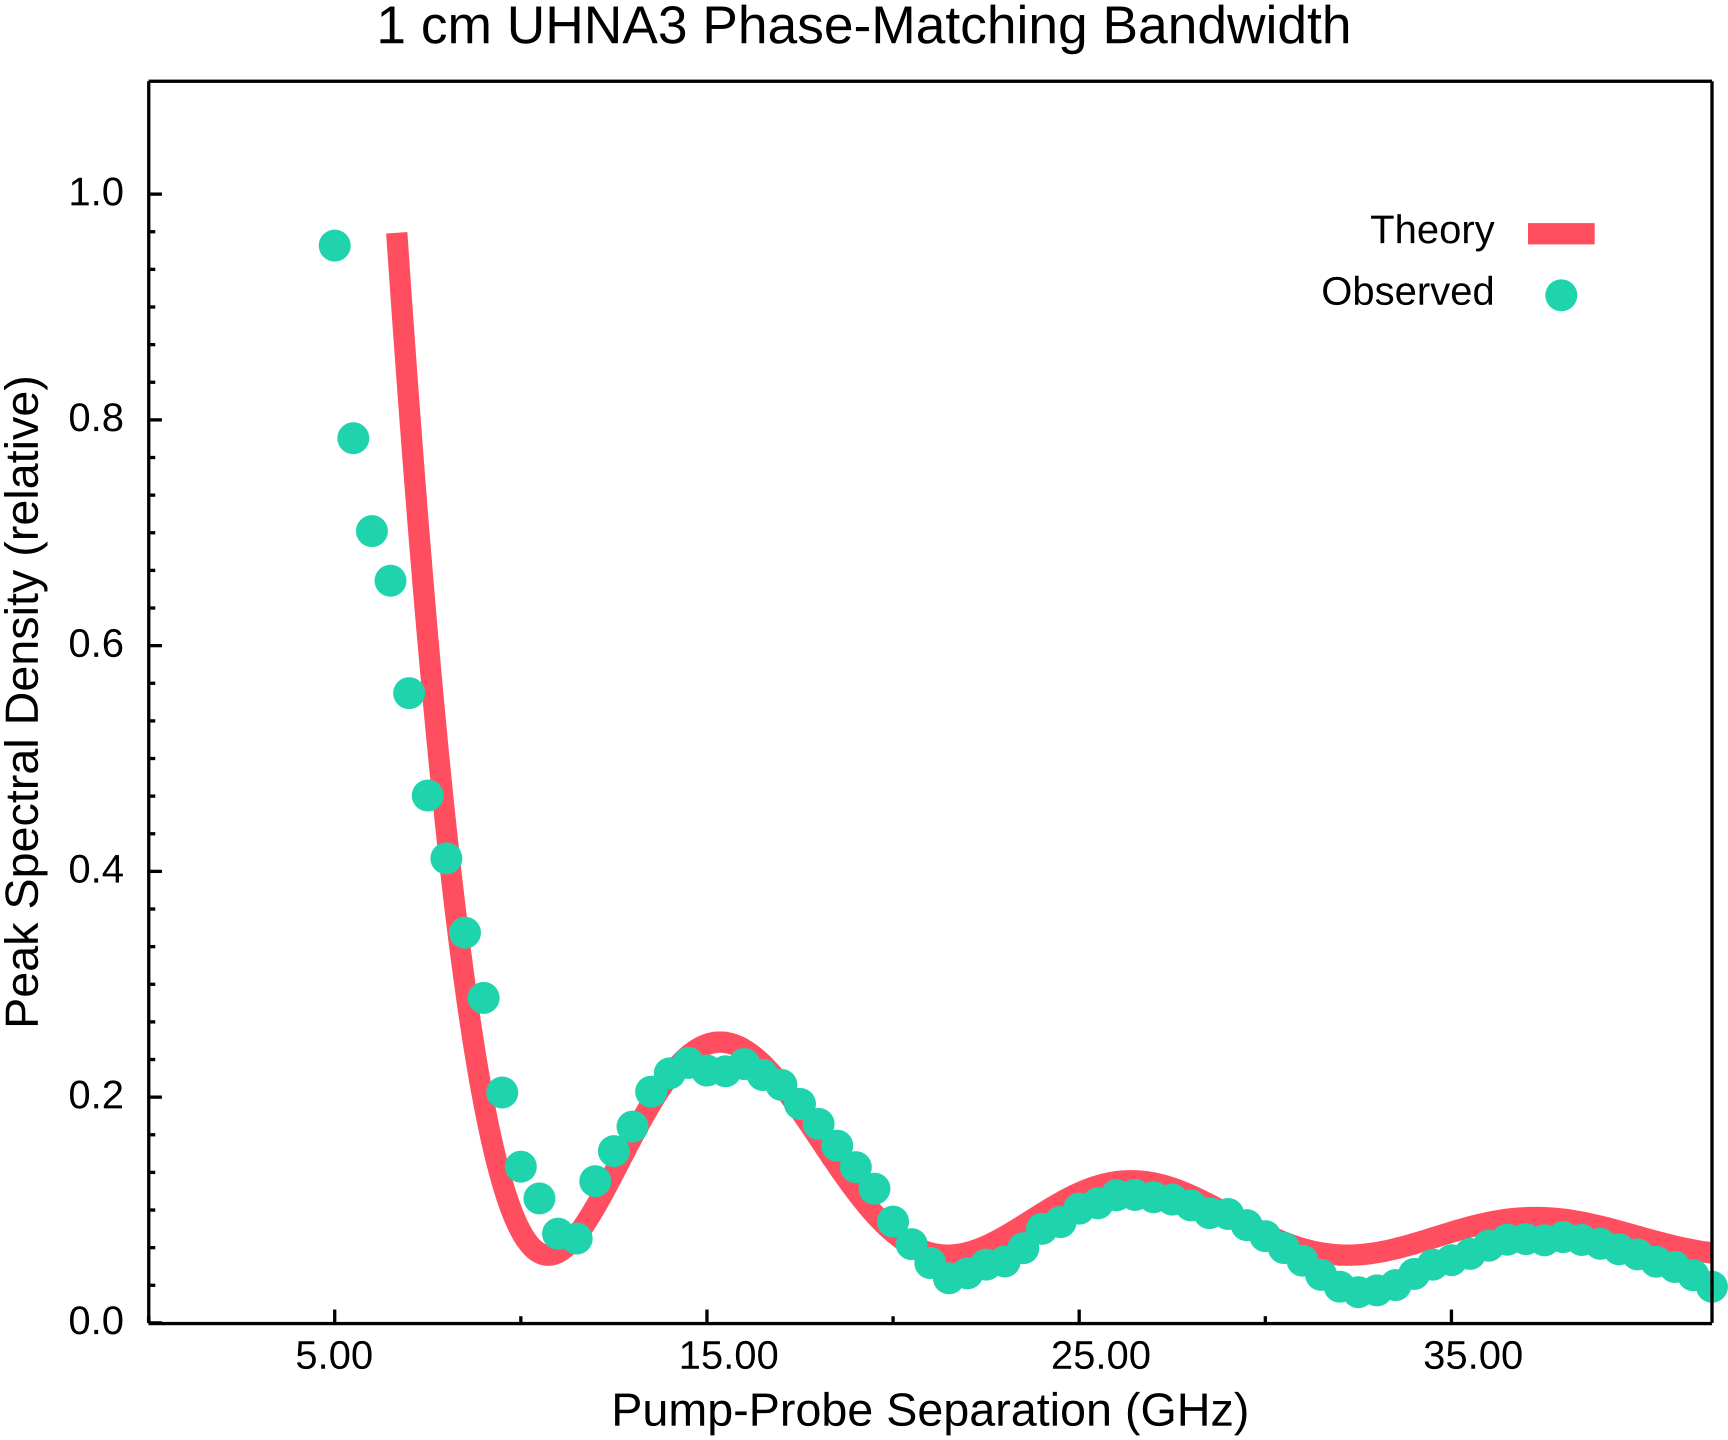 1 cm UHNA3 Phase-Matching Bandwidth
1.0
0.8
0.6
0.4
0.2
0.0
Peak Spectral Density (relative)
Theory
Observed
5.00 15.00 25.00 35.00
Pump-Probe Separation (GHz)